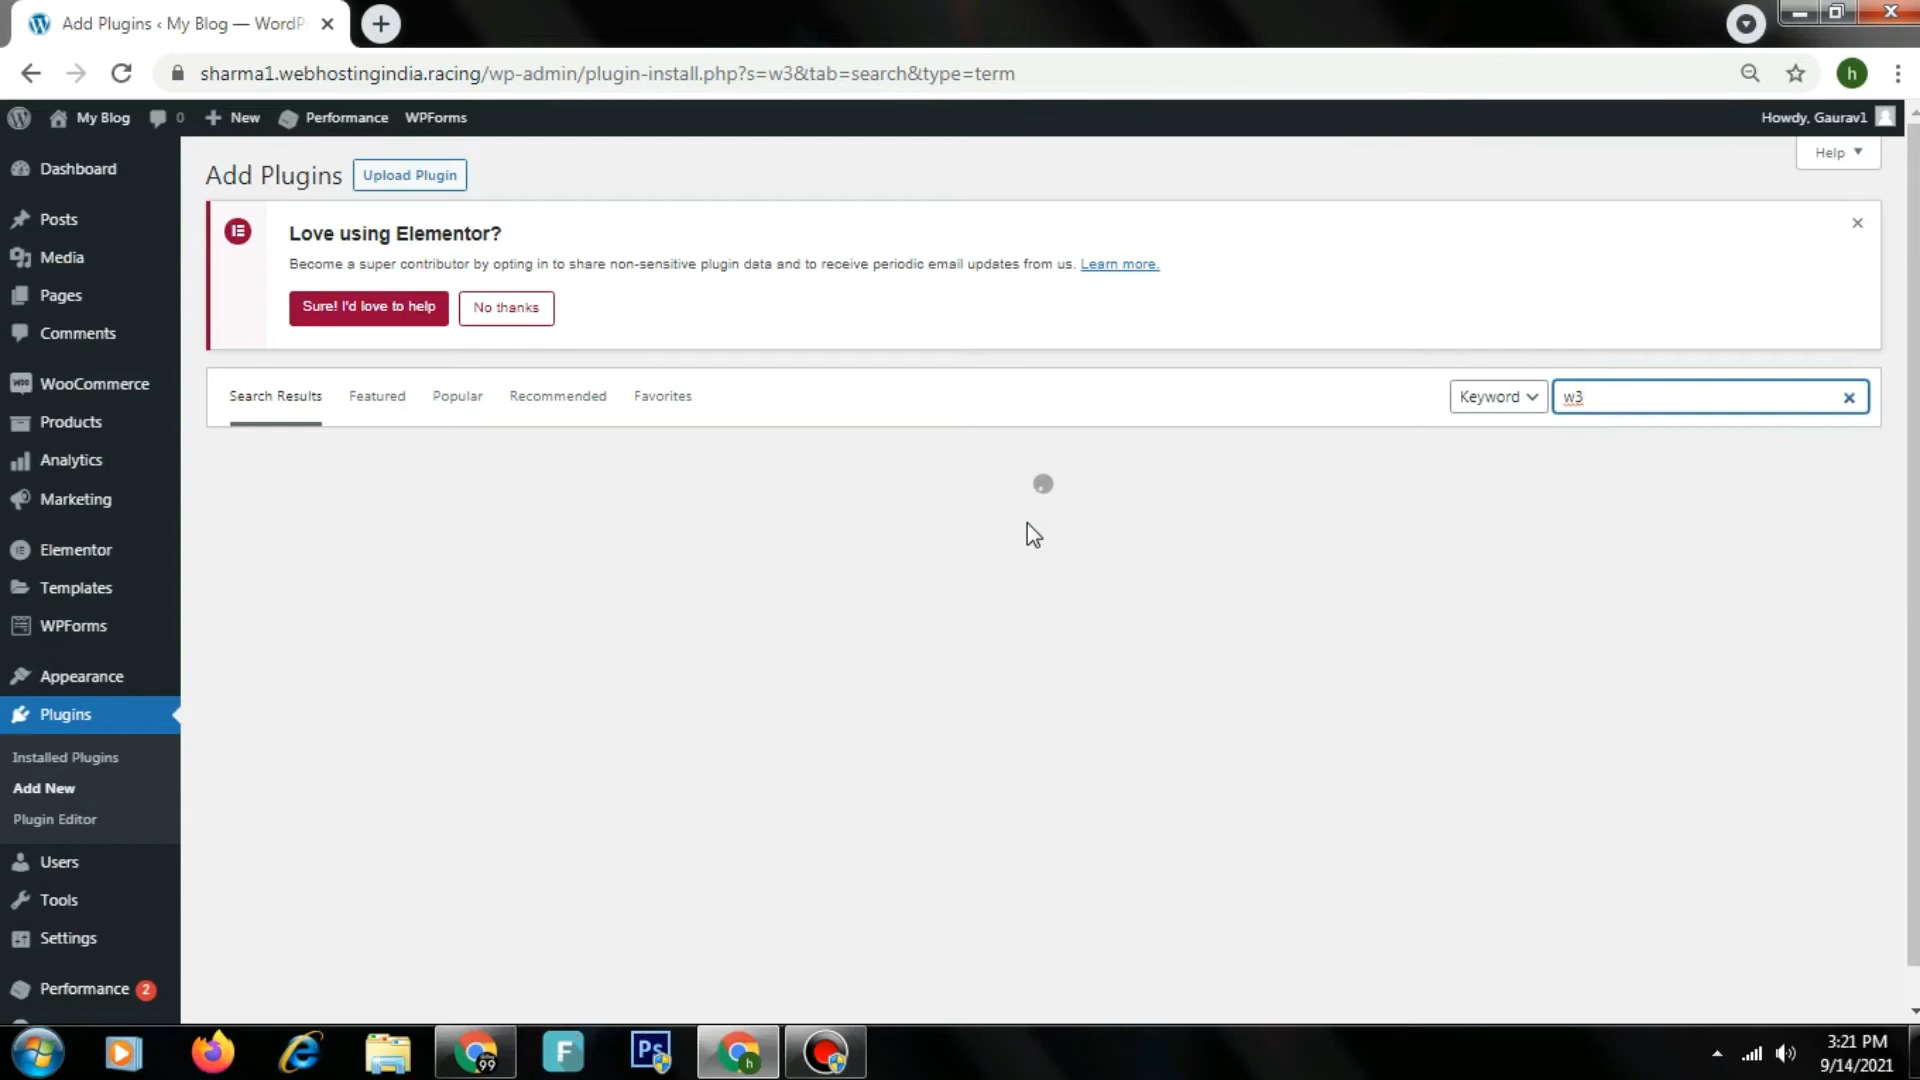 Add Plugins ‹ My Blog — WordP
sharma1.webhostingindia.racing/wp-admin/plugin-install.php?s=w3&tab=search&type=term
h
My Blog
0
New
Performance
WPForms
Howdy, Gaurav1
Dashboard
Posts
Media
Pages
Comments
WooCommerce
Products
Analytics
Marketing
Elementor
Templates
WPForms
Appearance
Plugins
Installed Plugins
Add New
Plugin Editor
Users
Tools
Settings
Performance 2
Add Plugins
Upload Plugin
Help
Love using Elementor?
Become a super contributor by opting in to share non-sensitive plugin data and to receive periodic email updates from us. Learn more.
Sure! I'd love to help
No thanks
Search Results
Featured
Popular
Recommended
Favorites
Keyword
w3
99
F
Ps
h
3:21 PM
9/14/2021